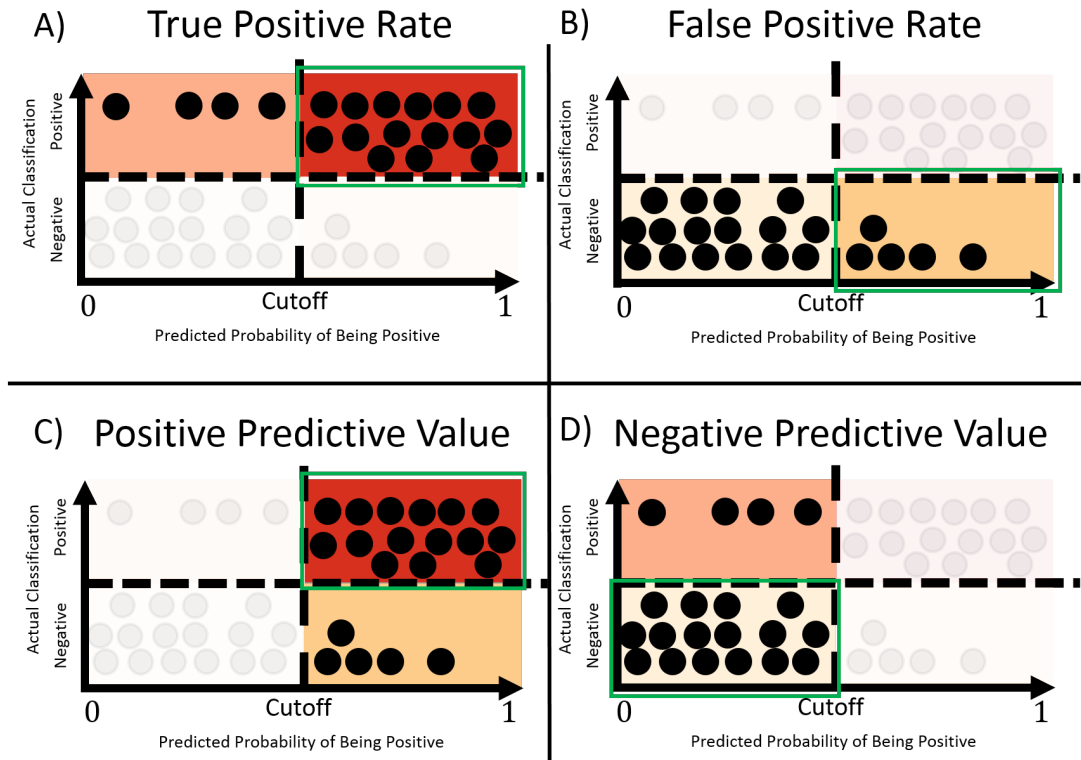 A) True Positive Rate
Actual Classification
Negative Positive
0 Cutoff 1
Predicted Probability of Being Positive
B) False Positive Rate
Actual Classification
Negative Positive
0 Cutoff 1
Predicted Probability of Being Positive
C) Positive Predictive Value
Actual Classification
Negative Positive
0 Cutoff 1
Predicted Probability of Being Positive
D) Negative Predictive Value
Actual Classification
Negative Positive
0 Cutoff 1
Predicted Probability of Being Positive